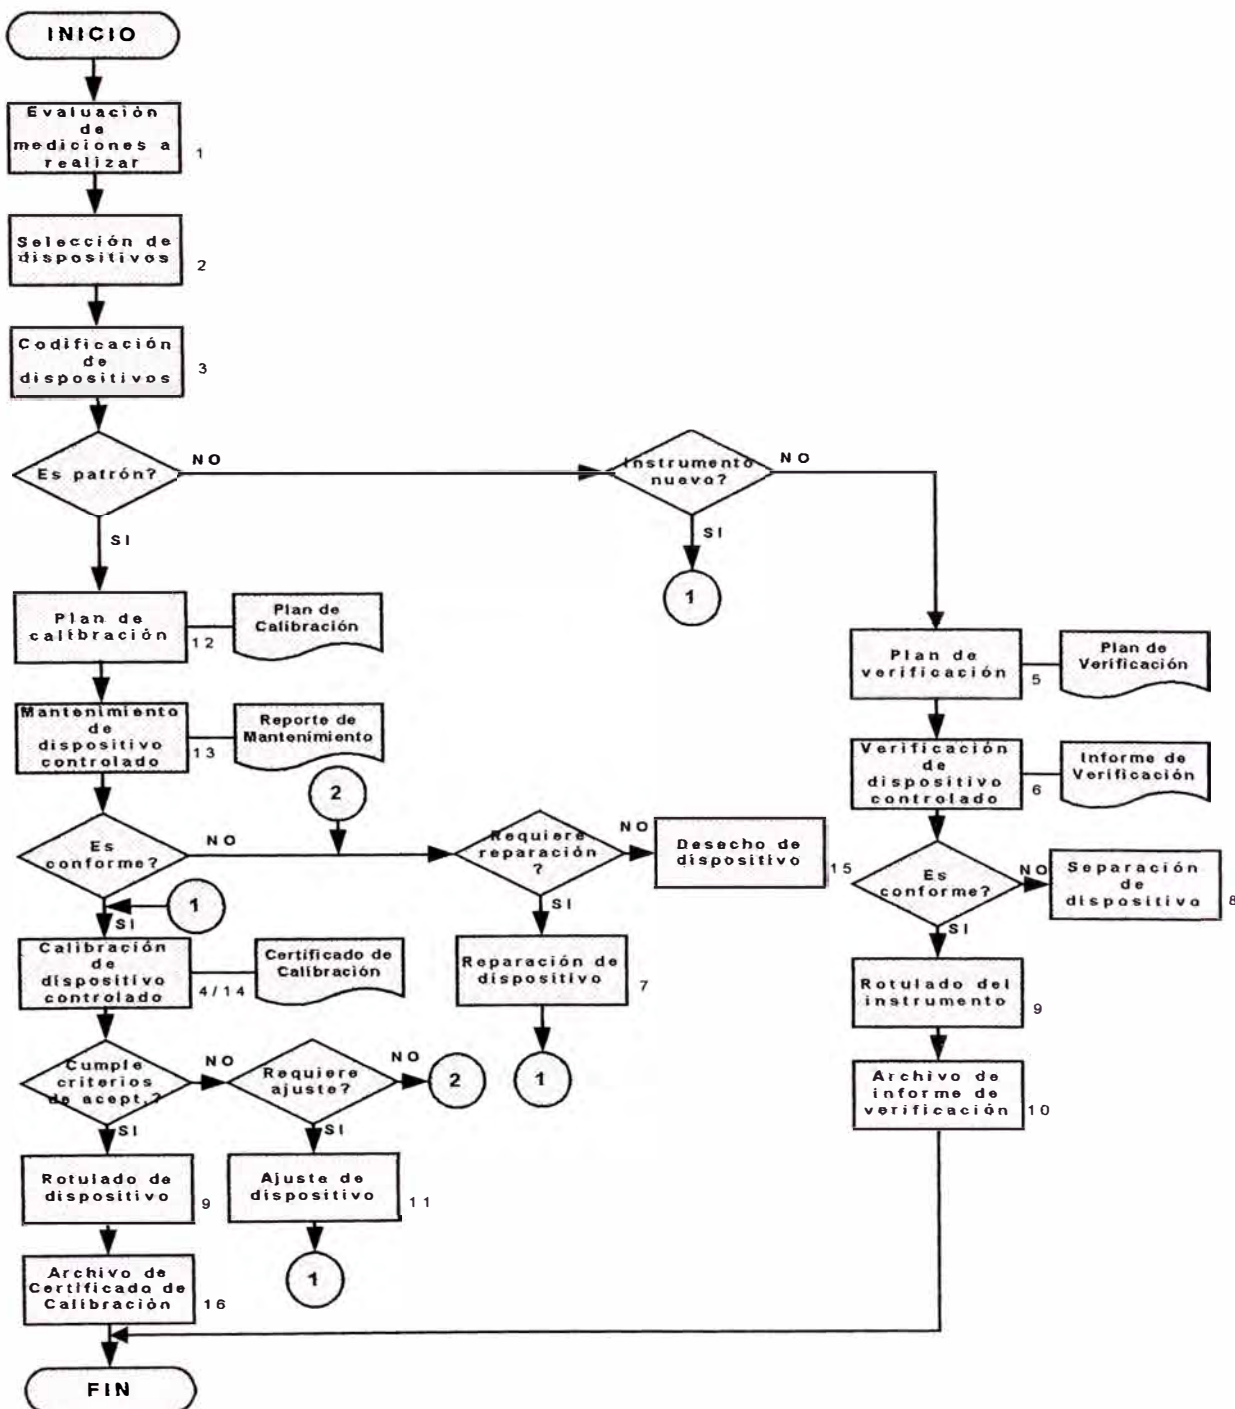 INICIO
Evaluación
de
mediciones a
realizar
1
Selección de
dispositivos
2
Codificación
de
dispositivos
3
Es patrón?
NO
Instrumento
nuevo?
NO
SI
SI
1
Plan de
calibración
12
Plan de
Calibración
Plan de
verificación
5
Plan de
Verificación
Mantenimiento
de
dispositivo
controlado
13
Reporte de
Mantenimiento
Verificación
de
dispositivo
controlado
6
Informe de
Verificación
2
Es
conforme?
NO
Requiere
reparación
?
NO
Desecho de
dispositivo
15
Es
conforme?
NO
Separación
de
dispositivo
8
1
SI
SI
SI
Calibración
de
dispositivo
controlado
4/14
Certificado de
Calibración
Reparación de
dispositivo
7
Rotulado del
instrumento
9
Cumple
criterios
de acept.?
NO
Requiere
ajuste?
NO
2
1
Archivo de
informe de
verificación
10
SI
SI
Rotulado de
dispositivo
9
Ajuste de
dispositivo
11
1
Archivo de
Certificado de
Calibración
16
FIN